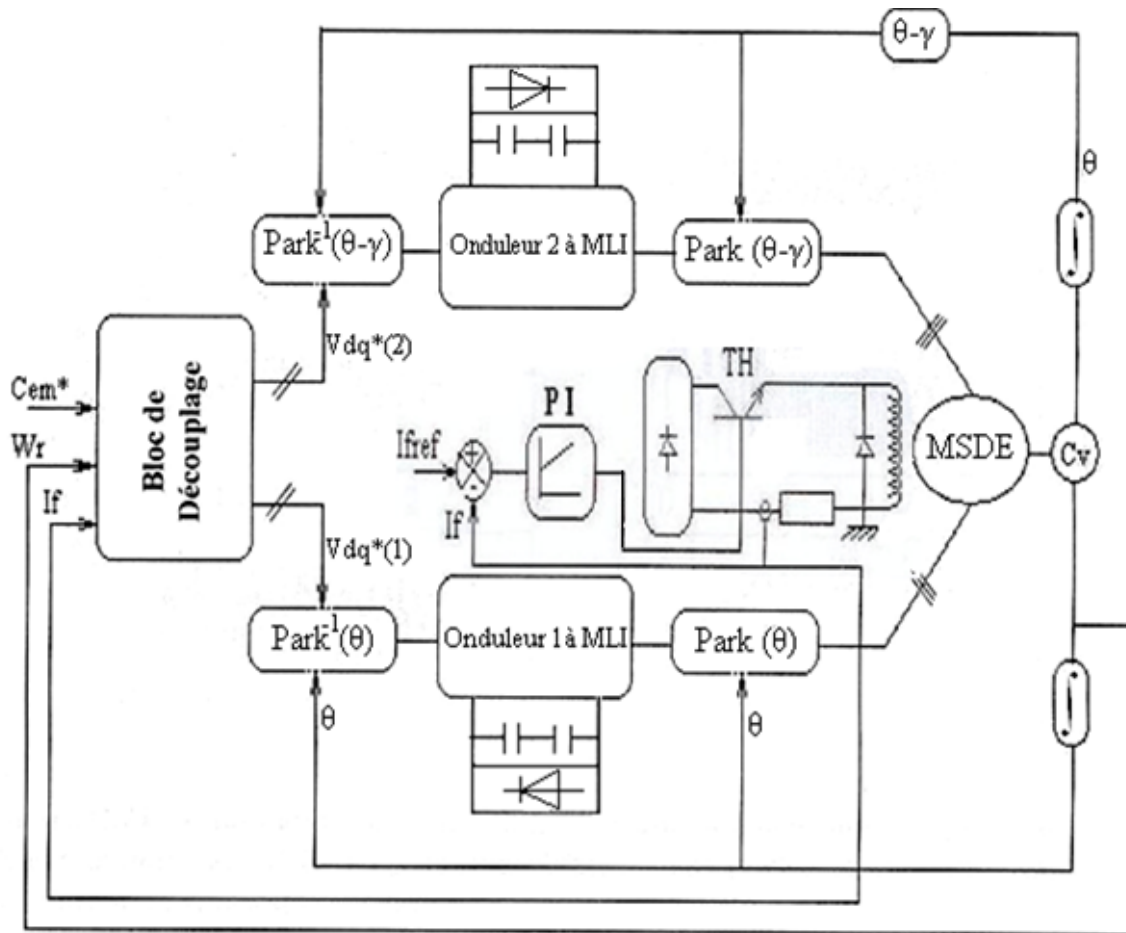 θ-γ
θ
Park⁻¹(θ-γ)
Onduleur 2 à MLI
Park (θ-γ)
Vdq*(2)
Cem*
Wr
If
Bloc de
Découplage
Ifref
+
-
If
PI
TH
MSDE
Cv
Vdq*(1)
Park⁻¹(θ)
Onduleur 1 à MLI
Park (θ)
θ
θ